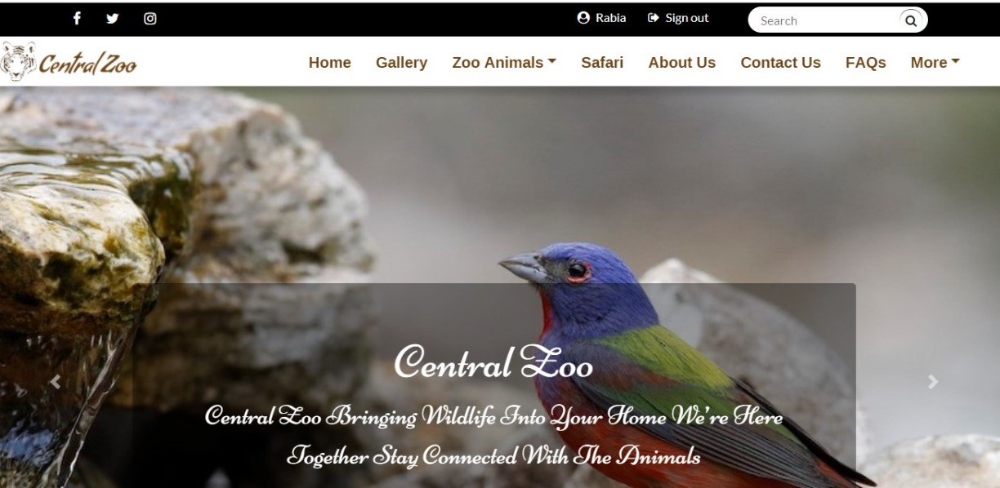 Rabia Sign out Search
Central Zoo
Home Gallery Zoo Animals Safari About Us Contact Us FAQs More
Central Zoo
Central Zoo Bringing Wildlife Into Your Home We're Here
Together Stay Connected With The Animals